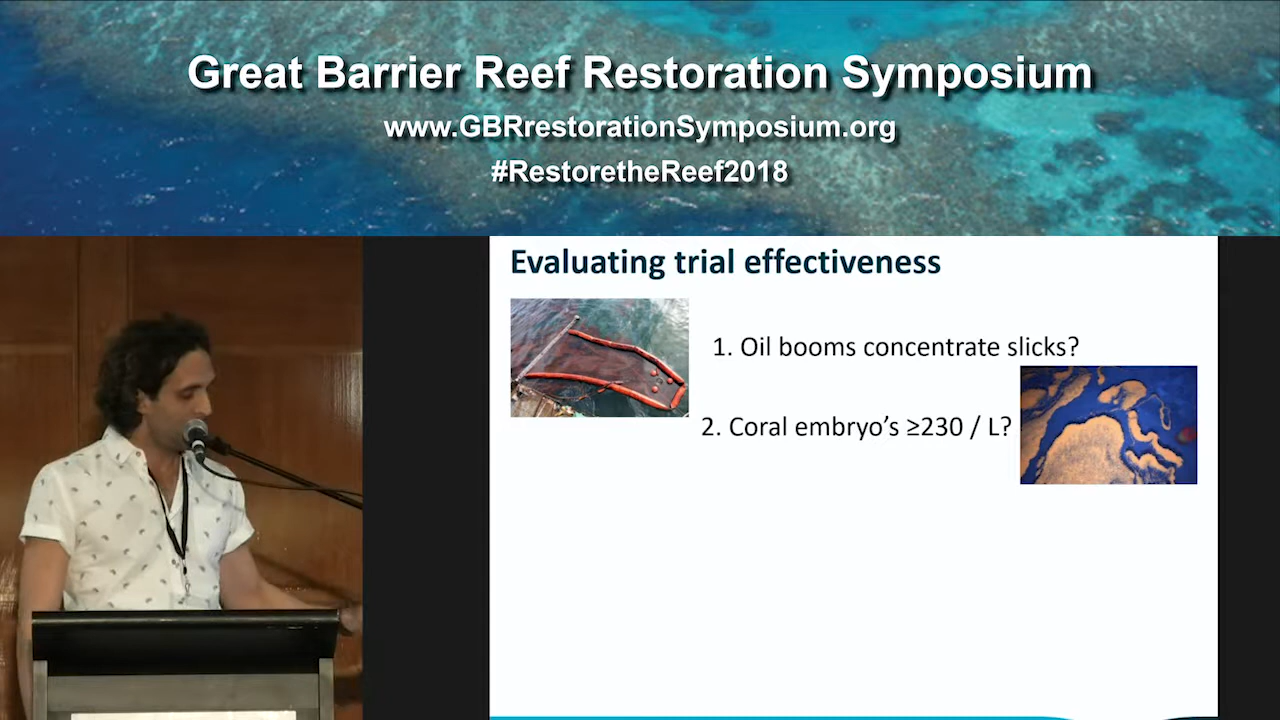 Great Barrier Reef Restoration Symposium
www.GBRrestorationSymposium.org
#RestoretheReef2018
Evaluating trial effectiveness
1. Oil booms concentrate slicks?
2. Coral embryo's ≥230 / L?